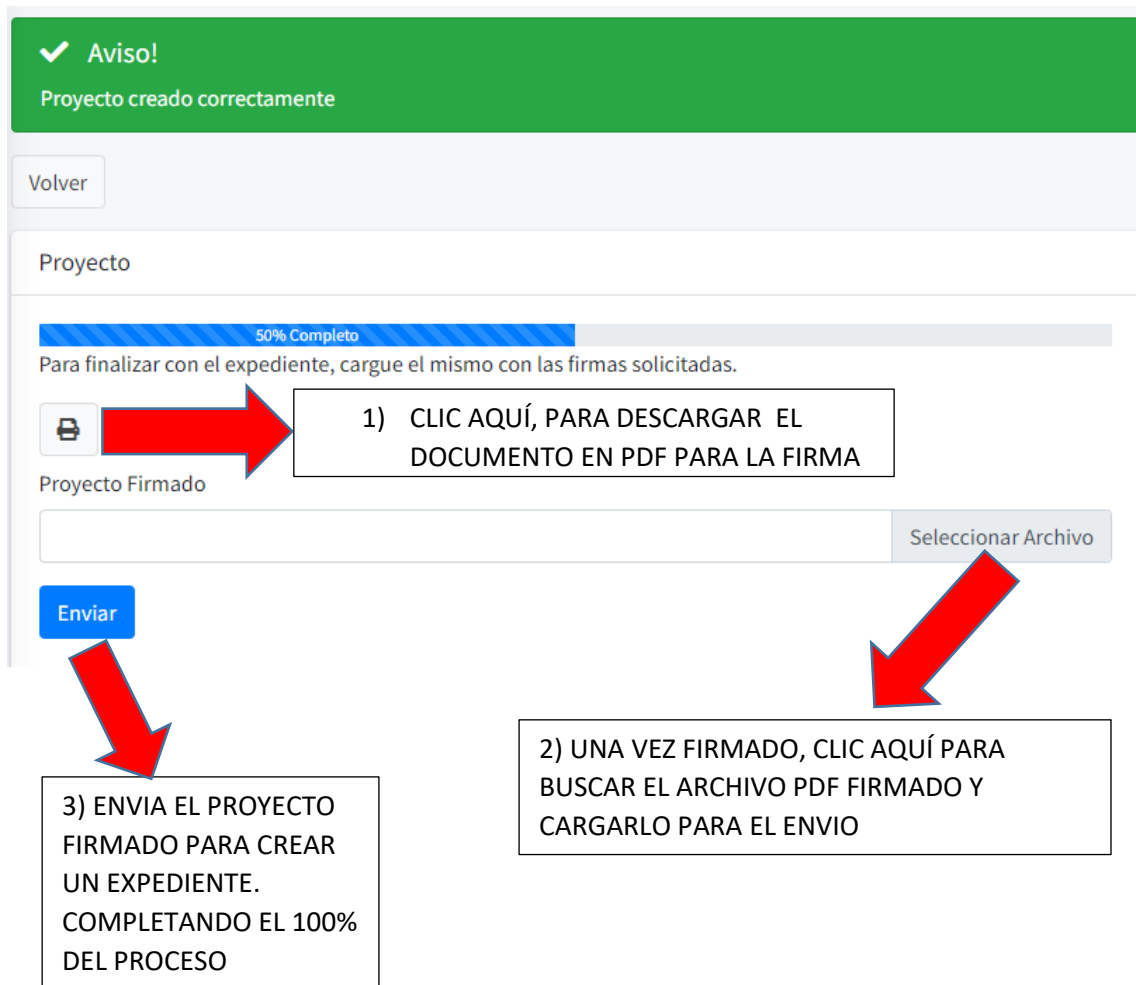 Aviso!
Proyecto creado correctamente
Volver
Proyecto
50% Completo
Para finalizar con el expediente, cargue el mismo con las firmas solicitadas.
1) CLIC AQUÍ, PARA DESCARGAR EL
DOCUMENTO EN PDF PARA LA FIRMA
Proyecto Firmado
Seleccionar Archivo
Enviar
2) UNA VEZ FIRMADO, CLIC AQUÍ PARA
BUSCAR EL ARCHIVO PDF FIRMADO Y
CARGARLO PARA EL ENVIO
3) ENVIA EL PROYECTO
FIRMADO PARA CREAR
UN EXPEDIENTE.
COMPLETANDO EL 100%
DEL PROCESO